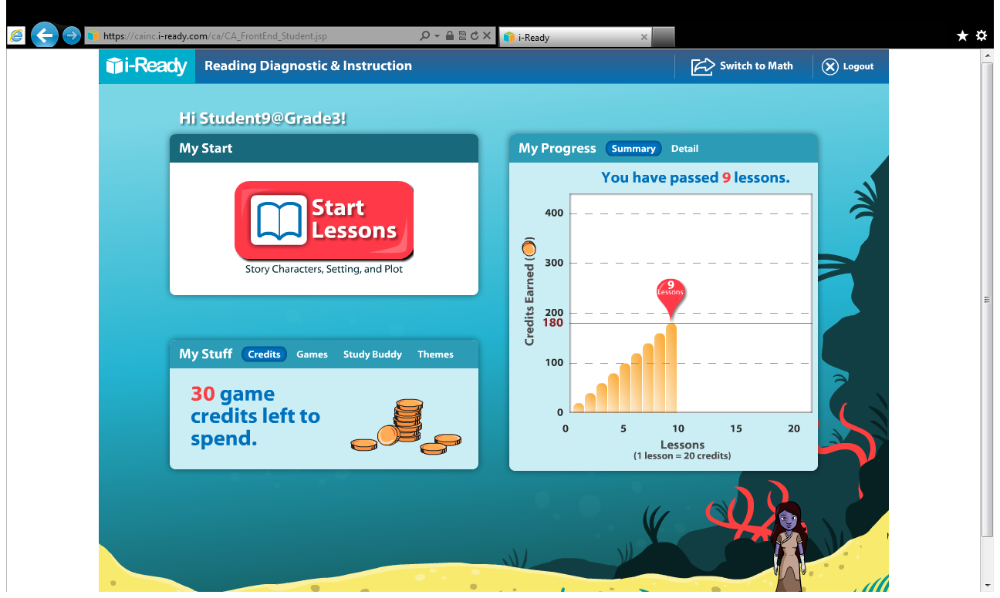 https://cainc.i-ready.com/ca/CA_FrontEnd_Student.jsp
i-Ready
i-Ready
Reading Diagnostic & Instruction
Switch to Math
Logout
Hi Student9@Grade3!
My Start
Start
Lessons
Story Characters, Setting, and Plot
My Stuff
Credits
Games
Study Buddy
Themes
30 game
credits left to
spend.
My Progress
Summary
Detail
You have passed 9 lessons.
Credits Earned ( )
400
300
200
180
100
0
9
Lessons
0 5 10 15 20
Lessons
(1 lesson = 20 credits)